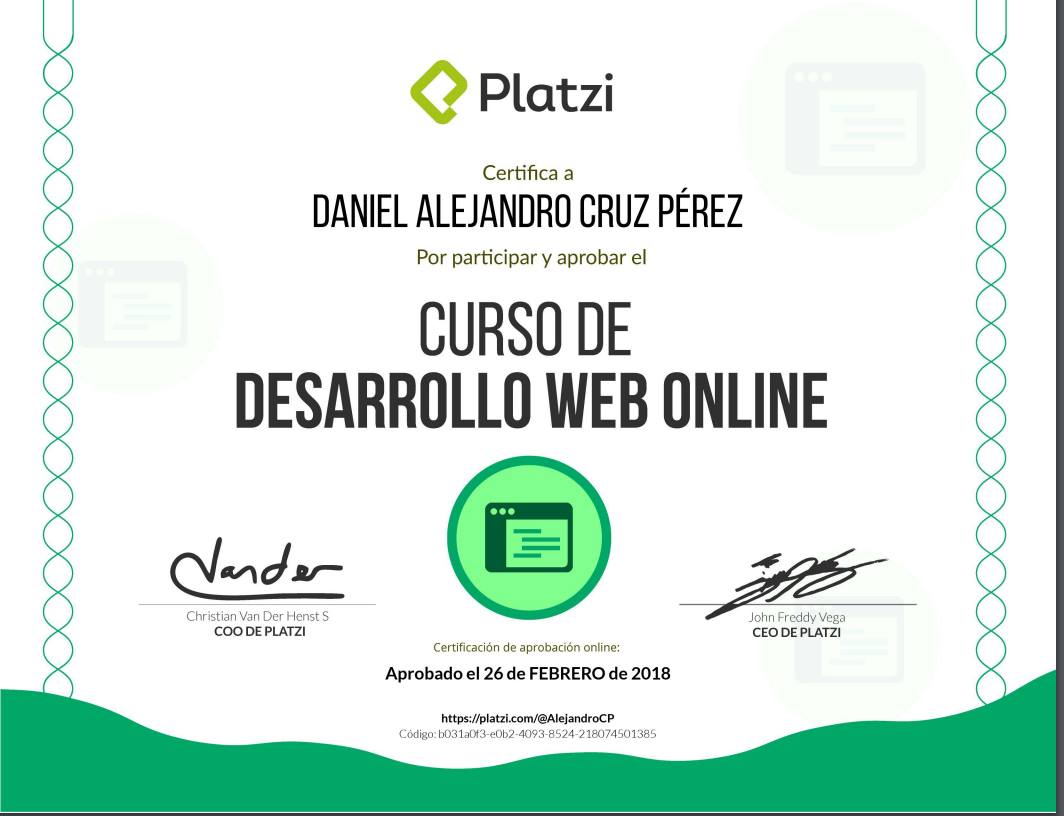 Platzi
Certifica a
DANIEL ALEJANDRO CRUZ PÉREZ
Por participar y aprobar el
CURSO DE
DESARROLLO WEB ONLINE
Vander
Christian Van Der Henst S
COO DE PLATZI
John Freddy Vega
CEO DE PLATZI
Certificación de aprobación online:
Aprobado el 26 de FEBRERO de 2018
https://platzi.com/@AlejandroCP
Código: b031a0f3-e0b2-4093-8524-218074501385